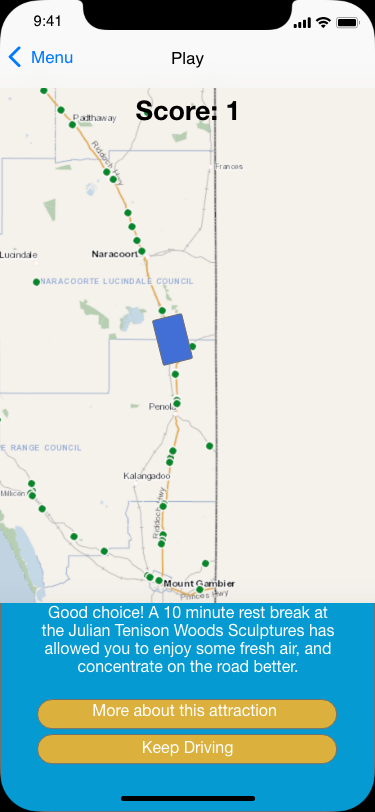 9:41
Menu
Play
Score: 1
Padthaway
Riddoch Hwy
Frances
Lucindale
Naracoort
NARACOORTE LUCINDALE COUNCIL
Penola
E RANGE COUNCIL
Kalangadoo
Millicen
Riddoch Hwy
Mount Gambier
Princes Hwy
Good choice! A 10 minute rest break at
the Julian Tenison Woods Sculptures has
allowed you to enjoy some fresh air, and
concentrate on the road better.
More about this attraction
Keep Driving